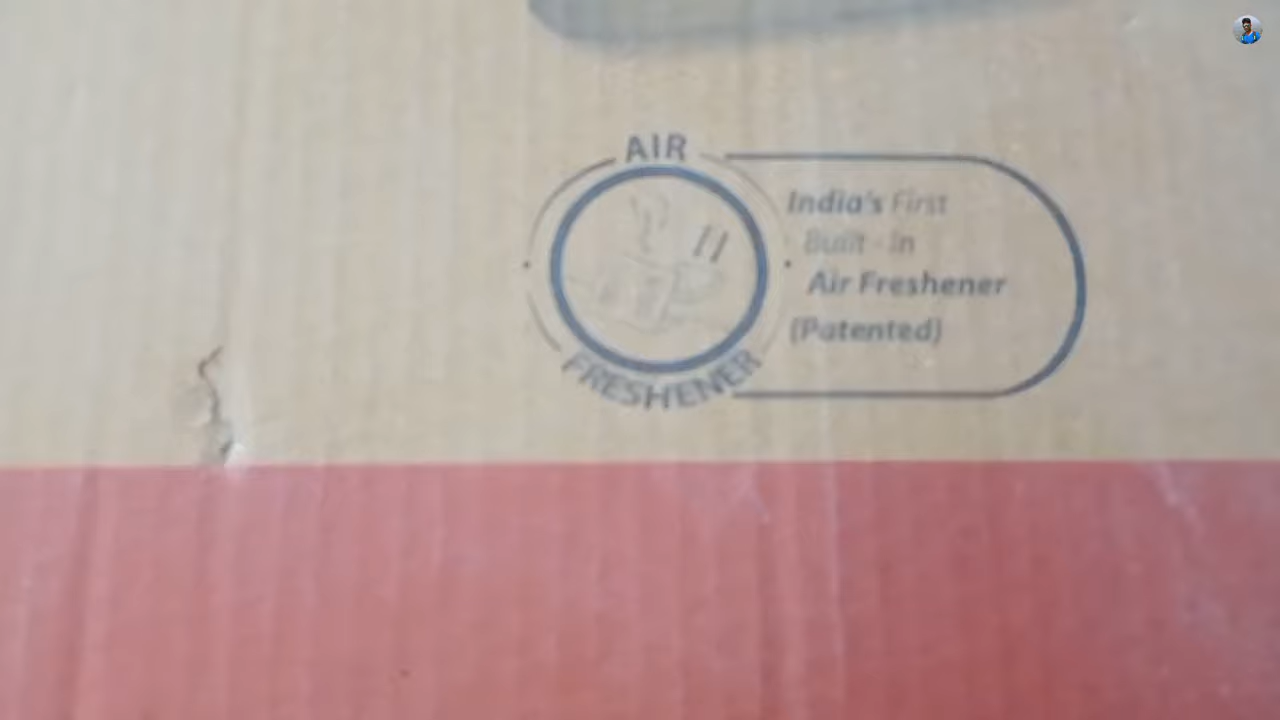 AIR
FRESHENER
India's First
Built - In
Air Freshener
(Patented)